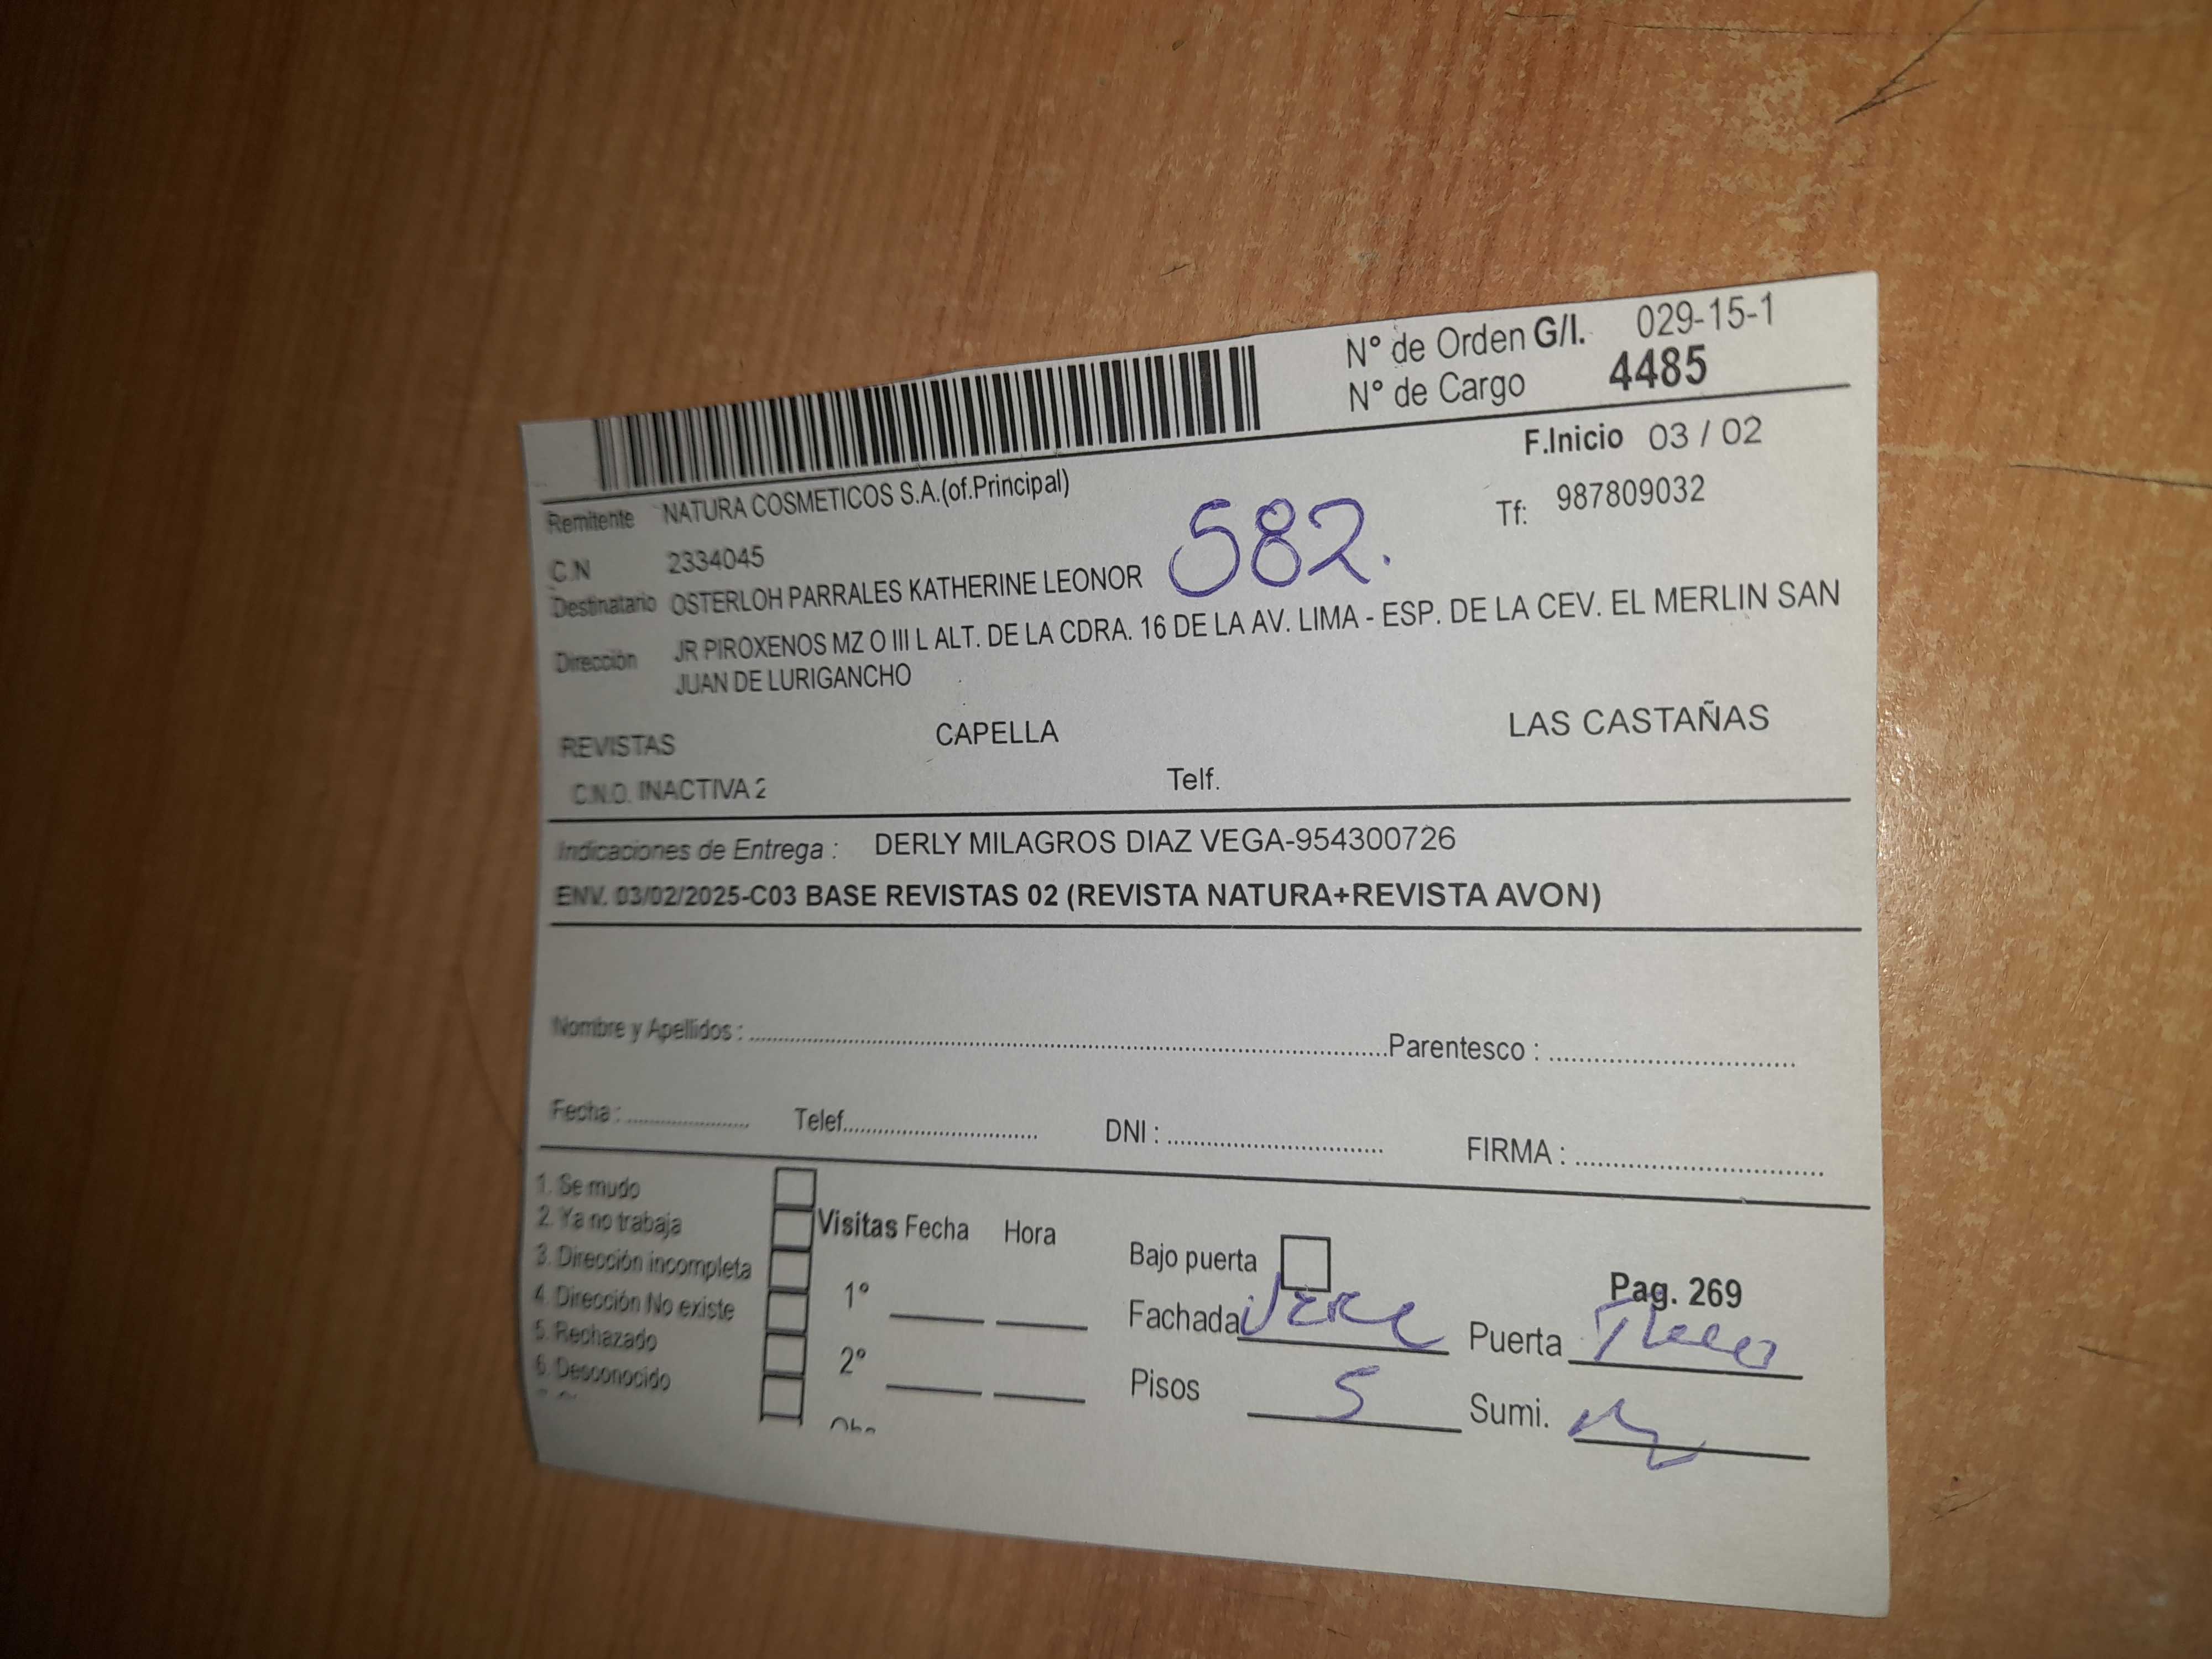 N° de Orden G/I. 029-15-1
N° de Cargo 4485
F.Inicio 03 / 02
Remitente NATURA COSMETICOS S.A.(of.Principal)
Tf: 987809032
C.N 2334045
582.
Destinatario OSTERLOH PARRALES KATHERINE LEONOR
Dirección JR PIROXENOS MZ O III L ALT. DE LA CDRA. 16 DE LA AV. LIMA - ESP. DE LA CEV. EL MERLIN SAN
JUAN DE LURIGANCHO
REVISTAS CAPELLA LAS CASTAÑAS
C.N.O. INACTIVA 2 Telf.
Indicaciones de Entrega : DERLY MILAGROS DIAZ VEGA-954300726
ENV. 03/02/2025-C03 BASE REVISTAS 02 (REVISTA NATURA+REVISTA AVON)
Nombre y Apellidos : Parentesco :
Fecha : Telef. DNI : FIRMA :
1. Se mudo
2. Ya no trabaja
3. Dirección incompleta
4. Dirección No existe
5. Rechazado
6. Desconocido
Visitas Fecha Hora
1°
2°
Bajo puerta
Pag. 269
Fachada Puerta
Pisos 5 Sumi.